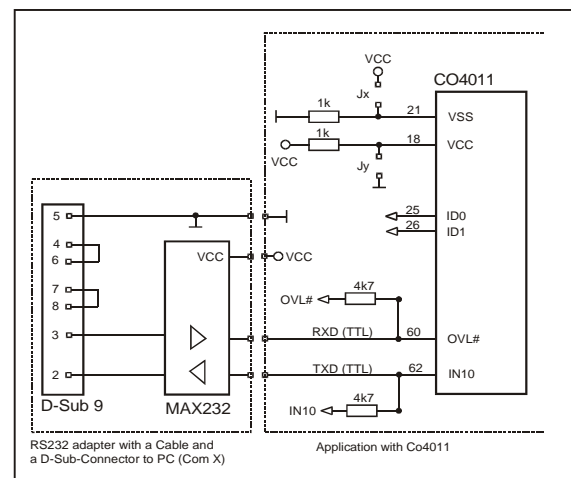 VCC
CO4011
Jx
1k
21
VSS
1k
18
VCC
VCC
Jy
5
25
ID0
26
ID1
4
6
VCC
VCC
7
8
4k7
OVL#
3
RXD (TTL)
60
OVL#
2
TXD (TTL)
62
IN10
4k7
IN10
D-Sub 9
MAX232
RS232 adapter with a Cable and
a D-Sub-Connector to PC (Com X)
Application with Co4011